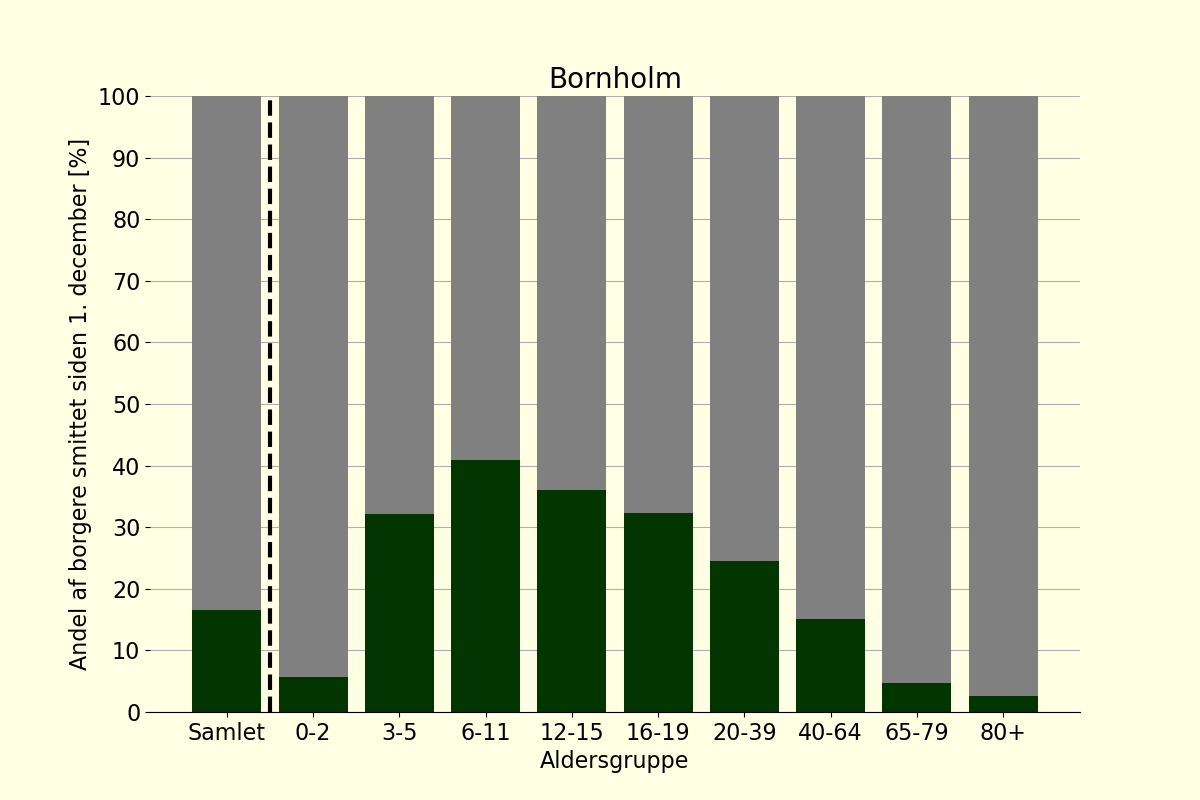 Bornholm
Andel af borgere smittet siden 1. december [%]
100
90
80
70
60
50
40
30
20
10
0
Samlet 0-2 3-5 6-11 12-15 16-19 20-39 40-64 65-79 80+
Aldersgruppe